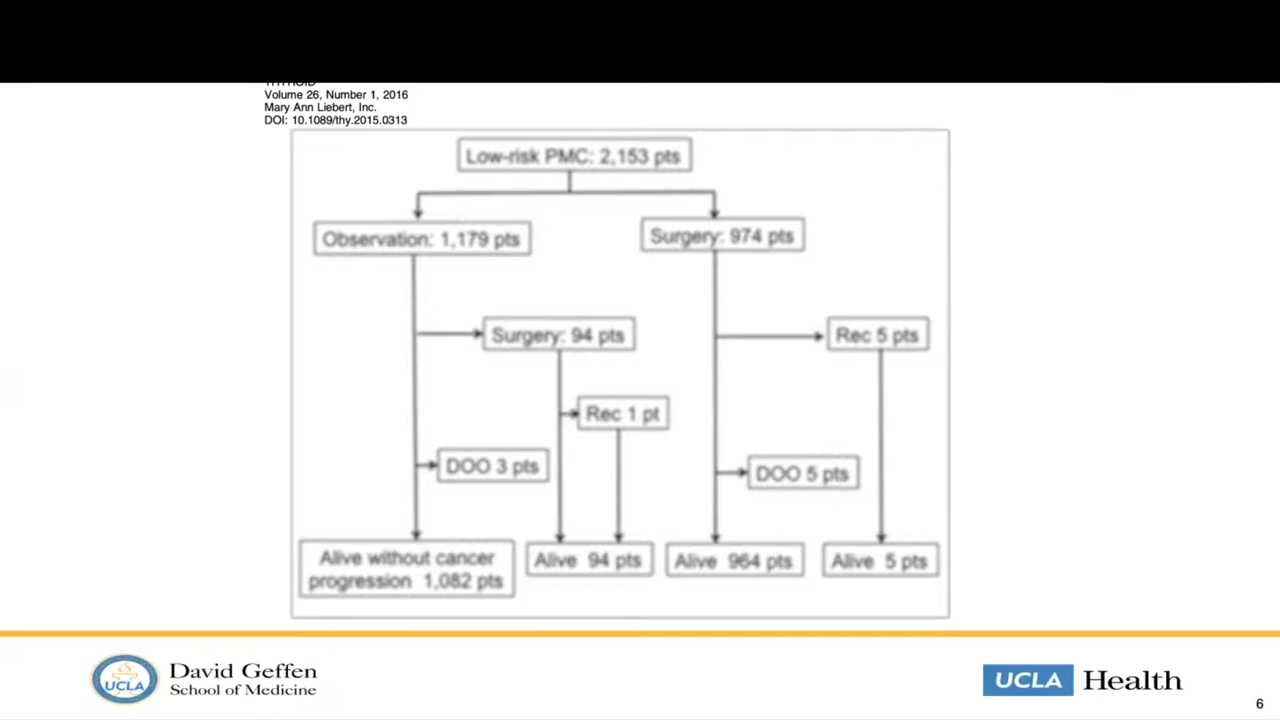 THYROID
Volume 26, Number 1, 2016
Mary Ann Liebert, Inc.
DOI: 10.1089/thy.2015.0313
Low-risk PMC: 2,153 pts
Observation: 1,179 pts
Surgery: 974 pts
Surgery: 94 pts
Rec 5 pts
Rec 1 pt
DOO 3 pts
DOO 5 pts
Alive without cancer
progression 1,082 pts
Alive 94 pts
Alive 964 pts
Alive 5 pts
UCLA
David Geffen
School of Medicine
UCLA Health
6